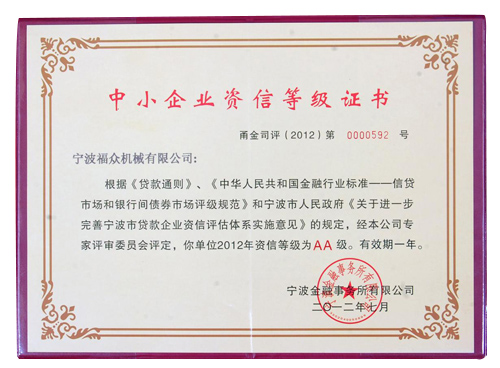 中小企业资信等级证书
甬金司评（2012）第 0000592 号
宁波福众机械有限公司：
根据《贷款通则》、《中华人民共和国金融行业标准——信贷
市场和银行间债券市场评级规范》和宁波市人民政府《关于进一步
完善宁波市贷款企业资信评估体系实施意见》的规定，经本公司专
家评审委员会评定，你单位2012年资信等级为AA级。有效期一年。
宁波金融事务所有限公司
二〇一二年七月